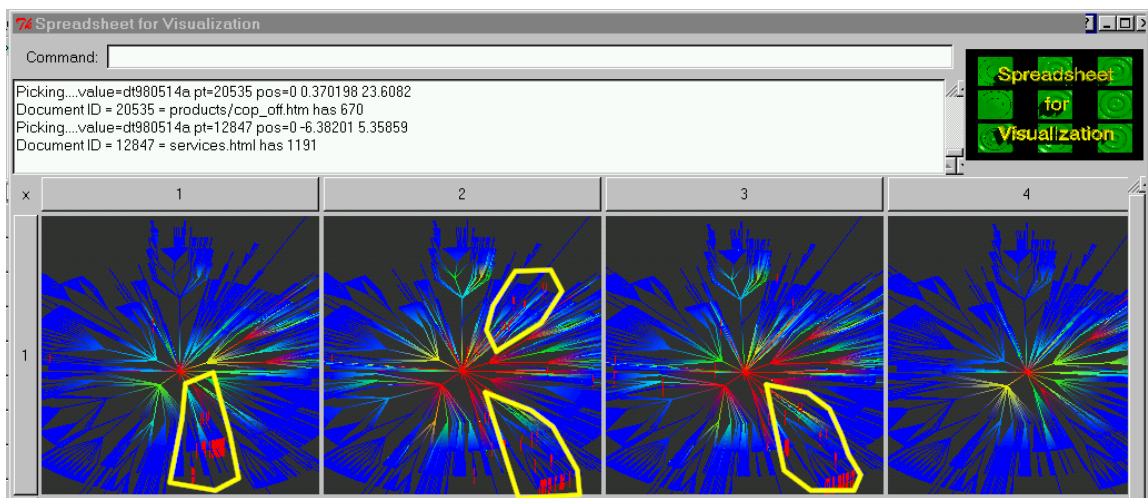 Spreadsheet for Visualization
Command:
Picking....value=dt980514a pt=20535 pos=0 0.370198 23.6082
Document ID = 20535 = products/cop_off.htm has 670
Picking....value=dt980514a pt=12847 pos=0 -6.38201 5.35859
Document ID = 12847 = services.html has 1191
Spreadsheet
for
Visualization
x 1 2 3 4
1